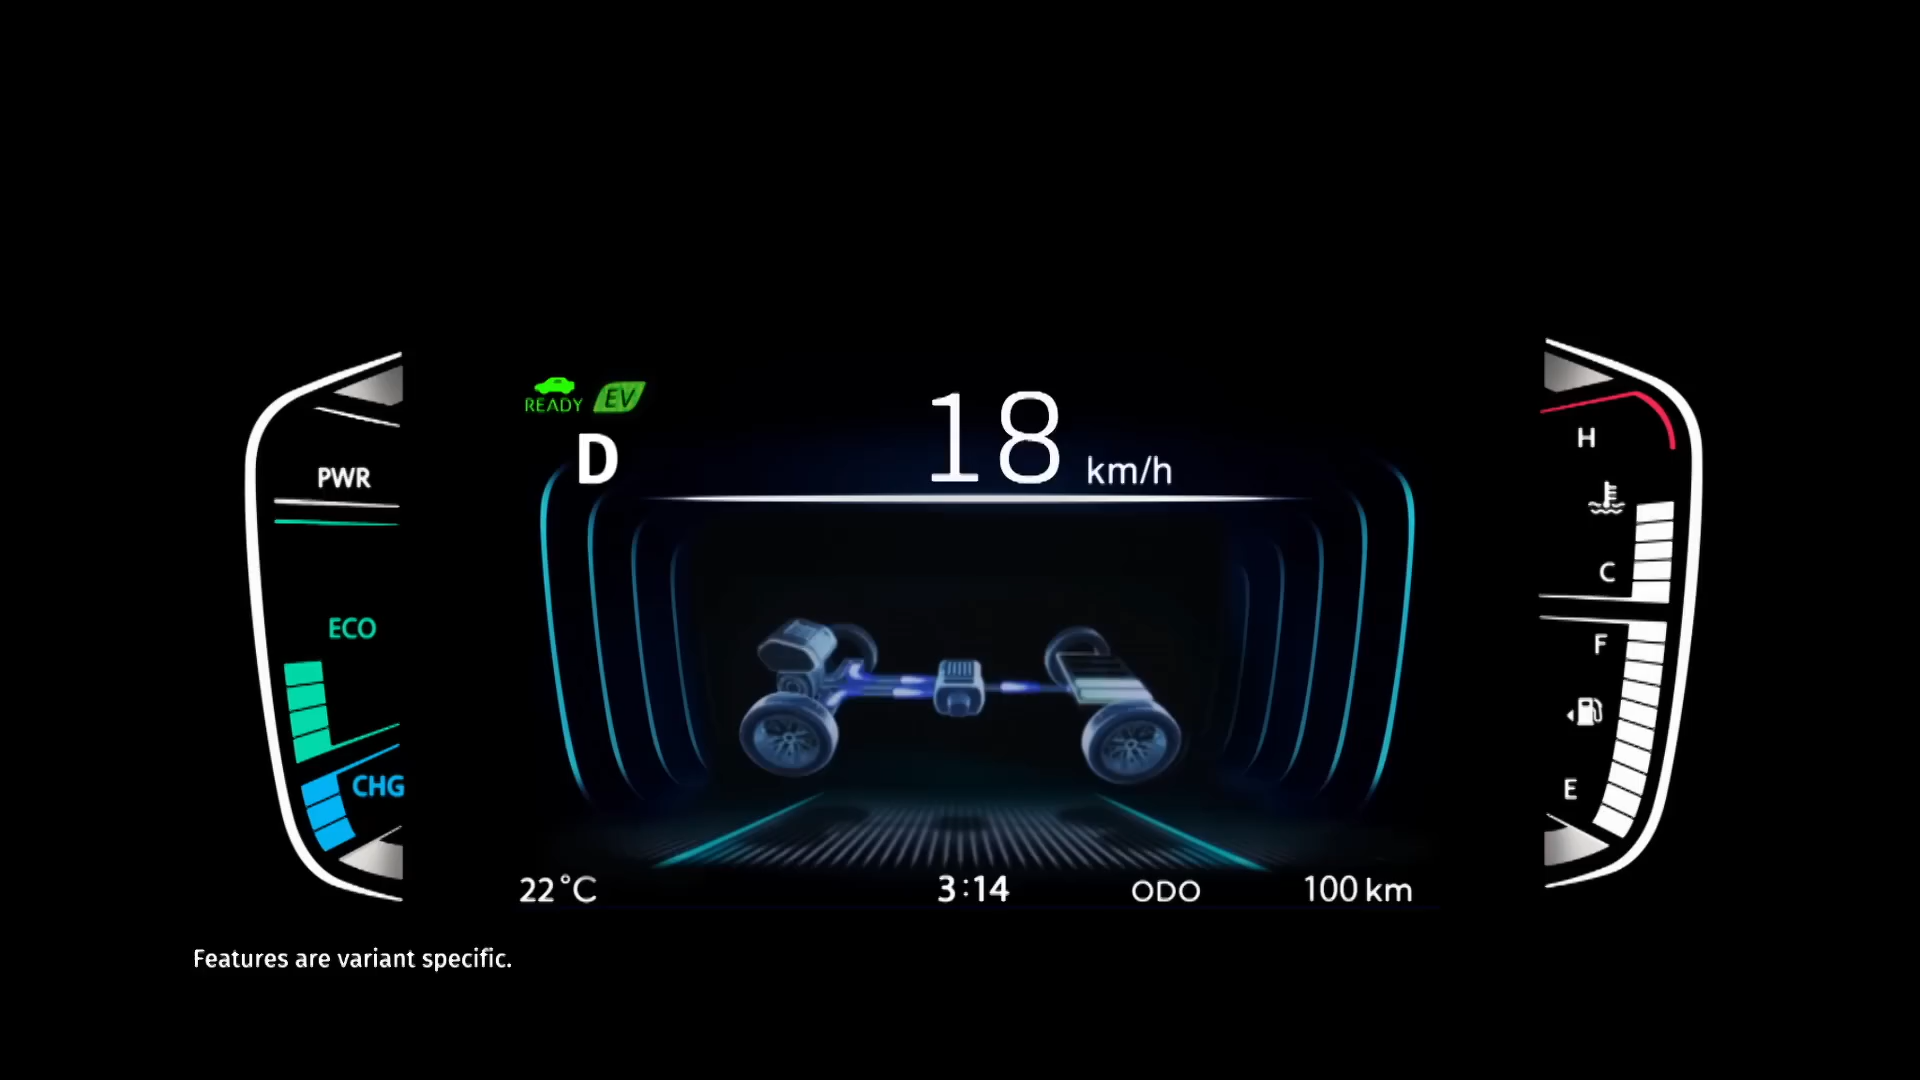 READY EV
D
18 km/h
PWR
ECO
CHG
H
C
F
E
22°C
3:14
ODO
100 km
Features are variant specific.